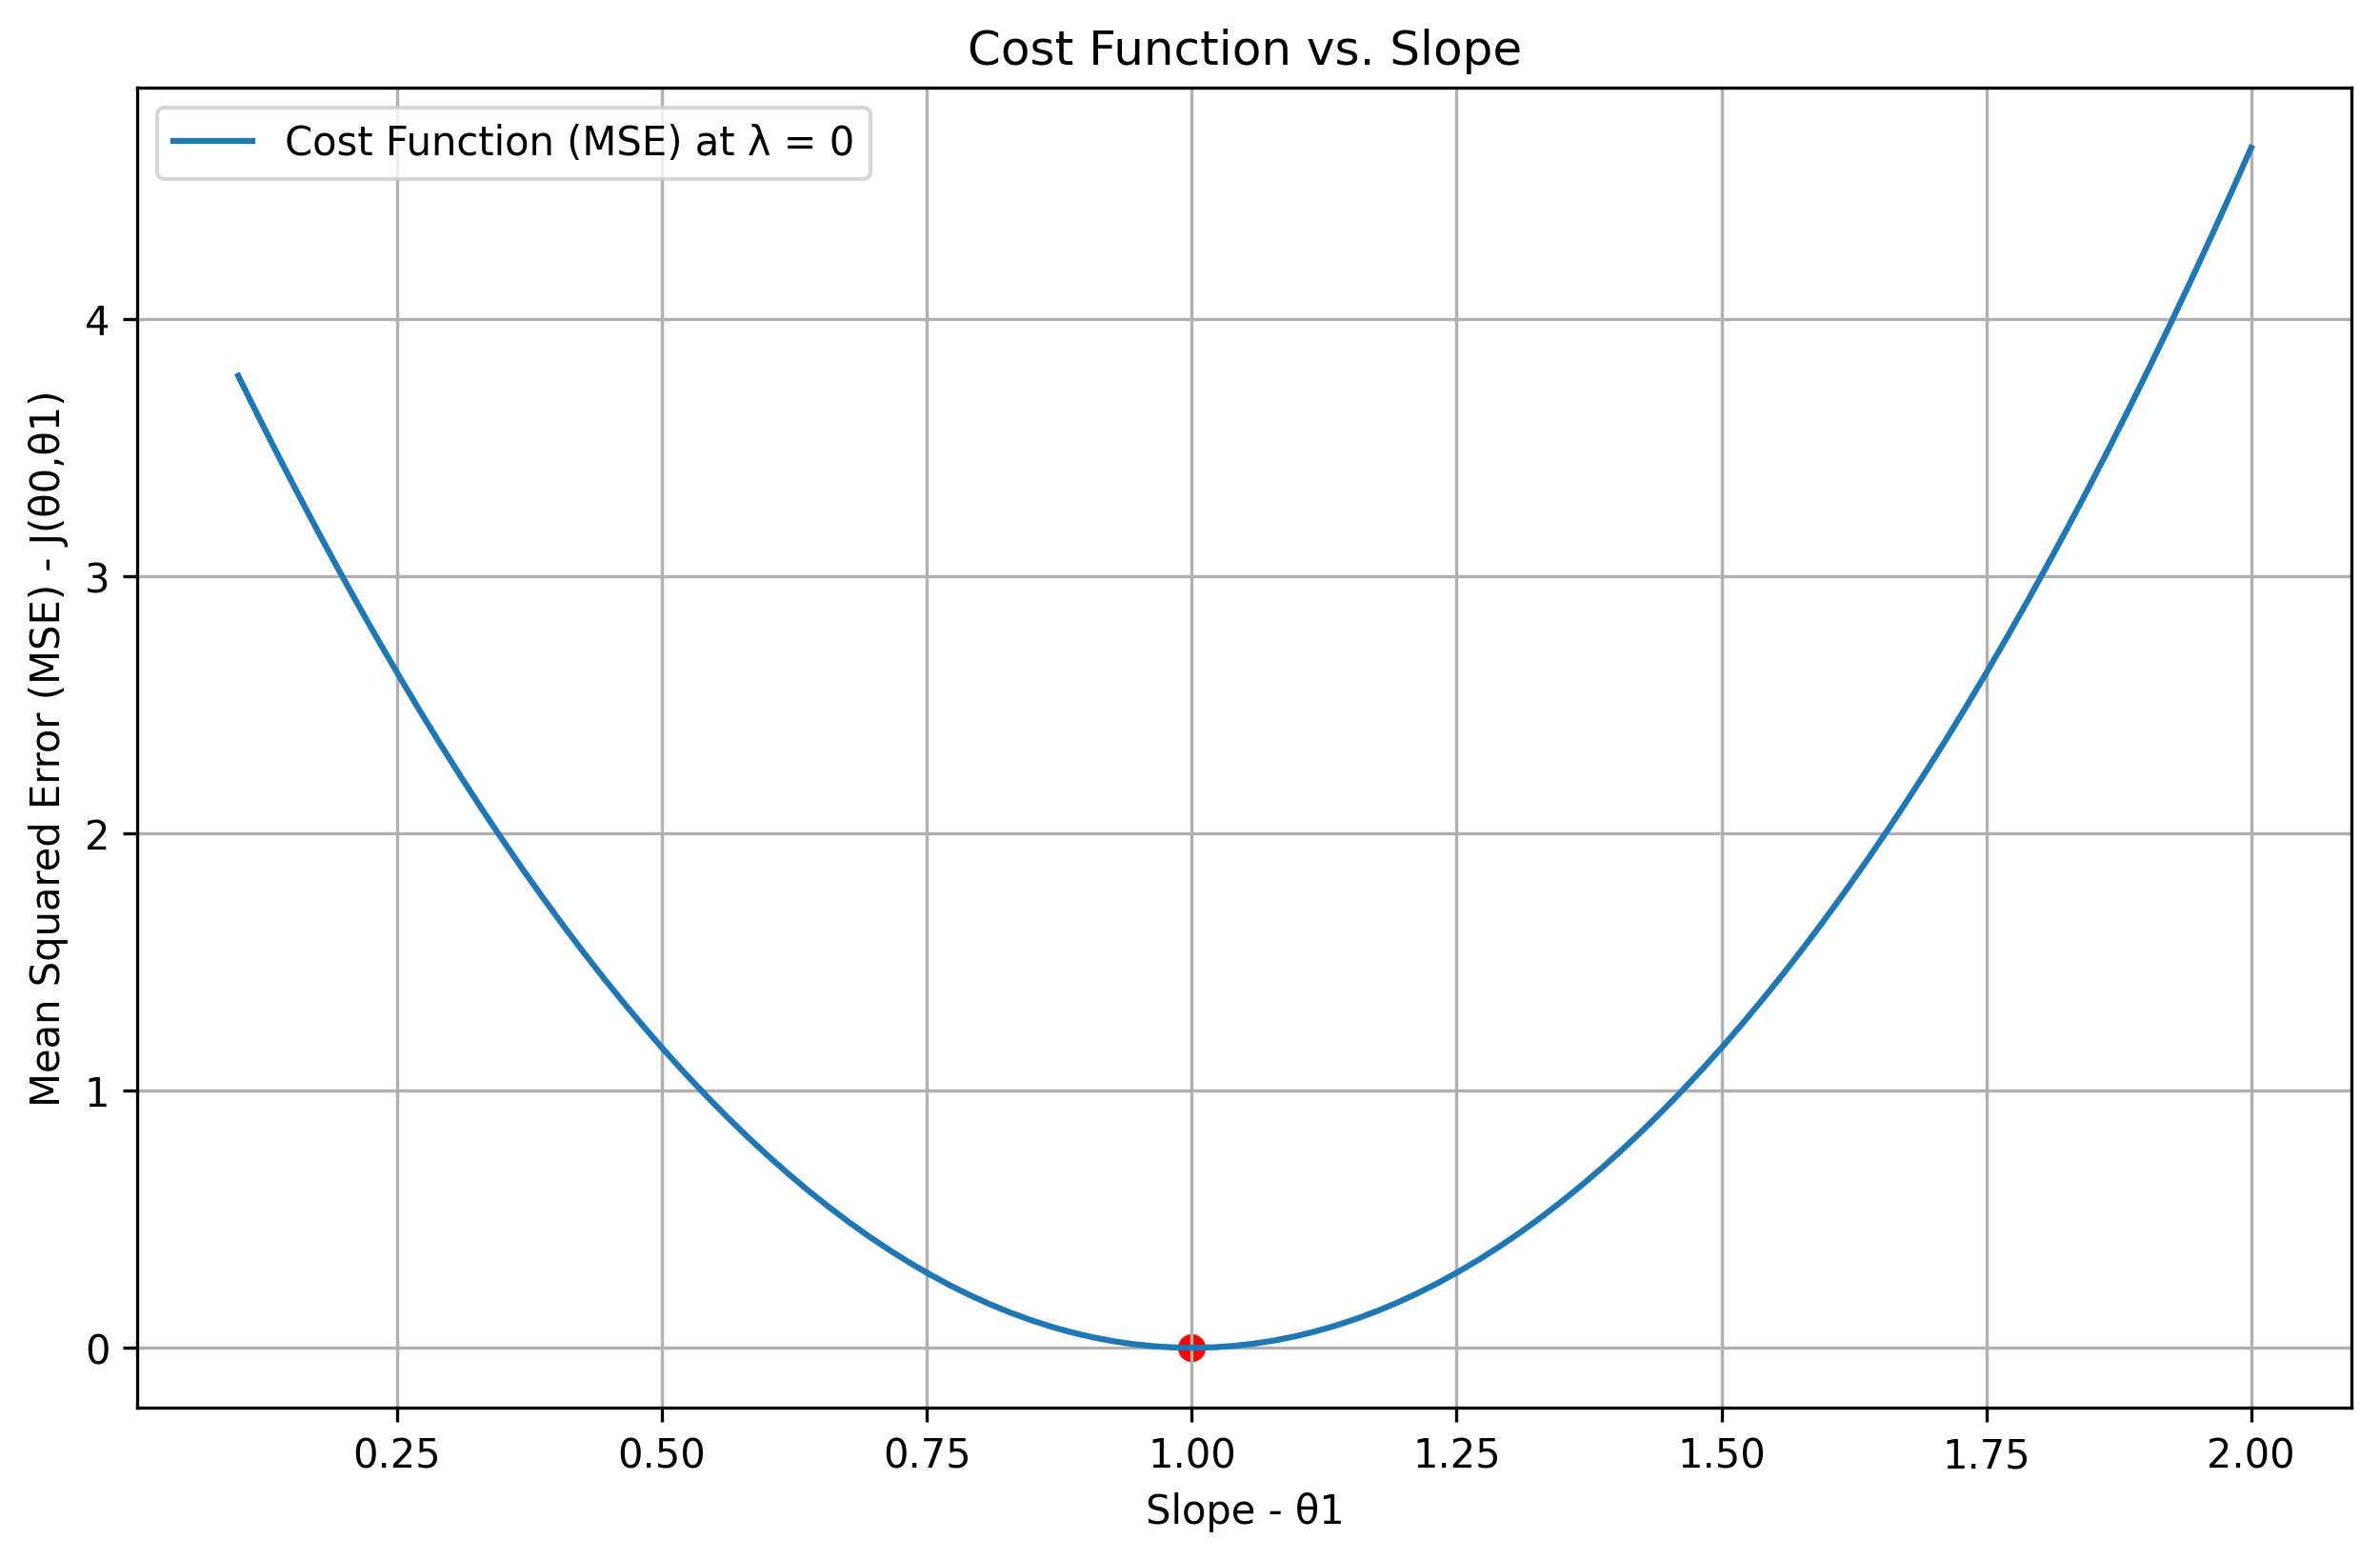 Cost Function vs. Slope
Cost Function (MSE) at λ = 0
Mean Squared Error (MSE) - J(θ0,θ1)
4
3
2
1
0
0.25 0.50 0.75 1.00 1.25 1.50 1.75 2.00
Slope - θ1